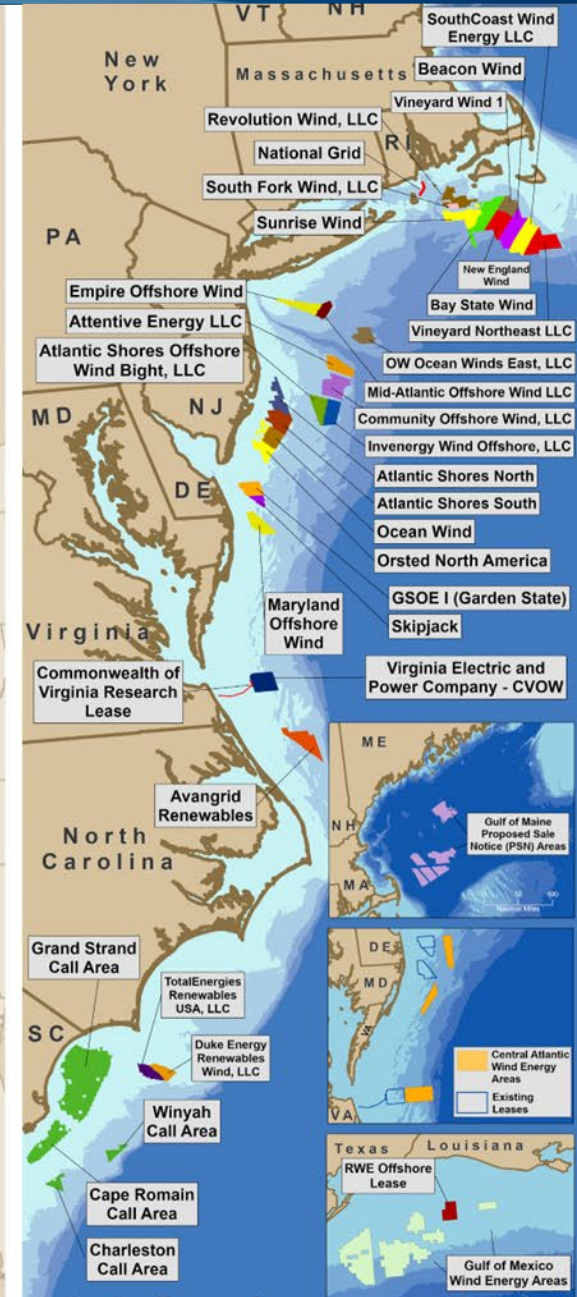 VT
NH
New
York
Massachusetts
RI
PA
NJ
MD
DE
Virginia
North
Carolina
SC
SouthCoast Wind
Energy LLC
Beacon Wind
Vineyard Wind 1
Revolution Wind, LLC
National Grid
South Fork Wind, LLC
Sunrise Wind
New England
Wind
Bay State Wind
Vineyard Northeast LLC
Empire Offshore Wind
Attentive Energy LLC
Atlantic Shores Offshore
Wind Bight, LLC
OW Ocean Winds East, LLC
Mid-Atlantic Offshore Wind LLC
Community Offshore Wind, LLC
Invenergy Wind Offshore, LLC
Atlantic Shores North
Atlantic Shores South
Ocean Wind
Orsted North America
GSOE I (Garden State)
Skipjack
Maryland
Offshore
Wind
Commonwealth of
Virginia Research
Lease
Virginia Electric and
Power Company - CVOW
Avangrid
Renewables
Grand Strand
Call Area
TotalEnergies
Renewables
USA, LLC
Duke Energy
Renewables
Wind, LLC
Winyah
Call Area
Cape Romain
Call Area
Charleston
Call Area
ME
NH
MA
Gulf of Maine
Proposed Sale
Notice (PSN) Areas
0 50 100
Nautical Miles
DE
MD
VA
VA
Central Atlantic
Wind Energy
Areas
Existing
Leases
Texas
Louisiana
RWE Offshore
Lease
Gulf of Mexico
Wind Energy Areas